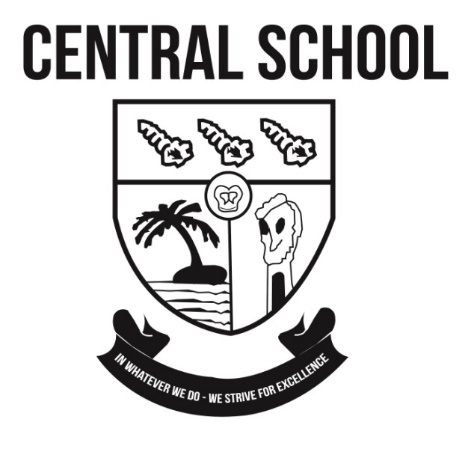 CENTRAL SCHOOL
IN WHATEVER WE DO - WE STRIVE FOR EXCELLENCE